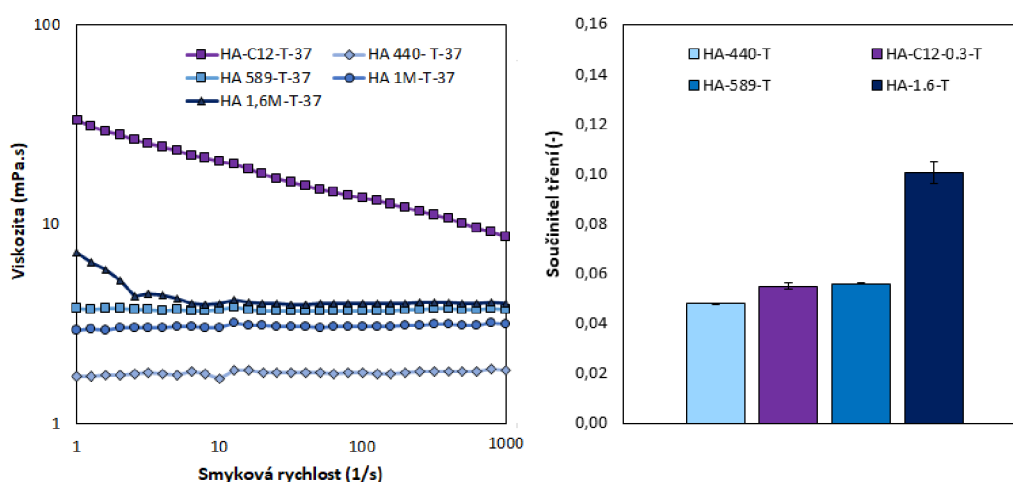 100
10
1
Viskozita (mPa.s)
HA-C12-T-37
HA 440- T-37
HA 589-T-37
HA 1M-T-37
HA 1,6M-T-37
1 10 100 1000
Smyková rychlost (1/s)
0,16
0,14
0,12
0,10
0,08
0,06
0,04
0,02
0,00
Součinitel tření (-)
HA-440-T
HA-C12-0.3-T
HA-589-T
HA-1.6-T